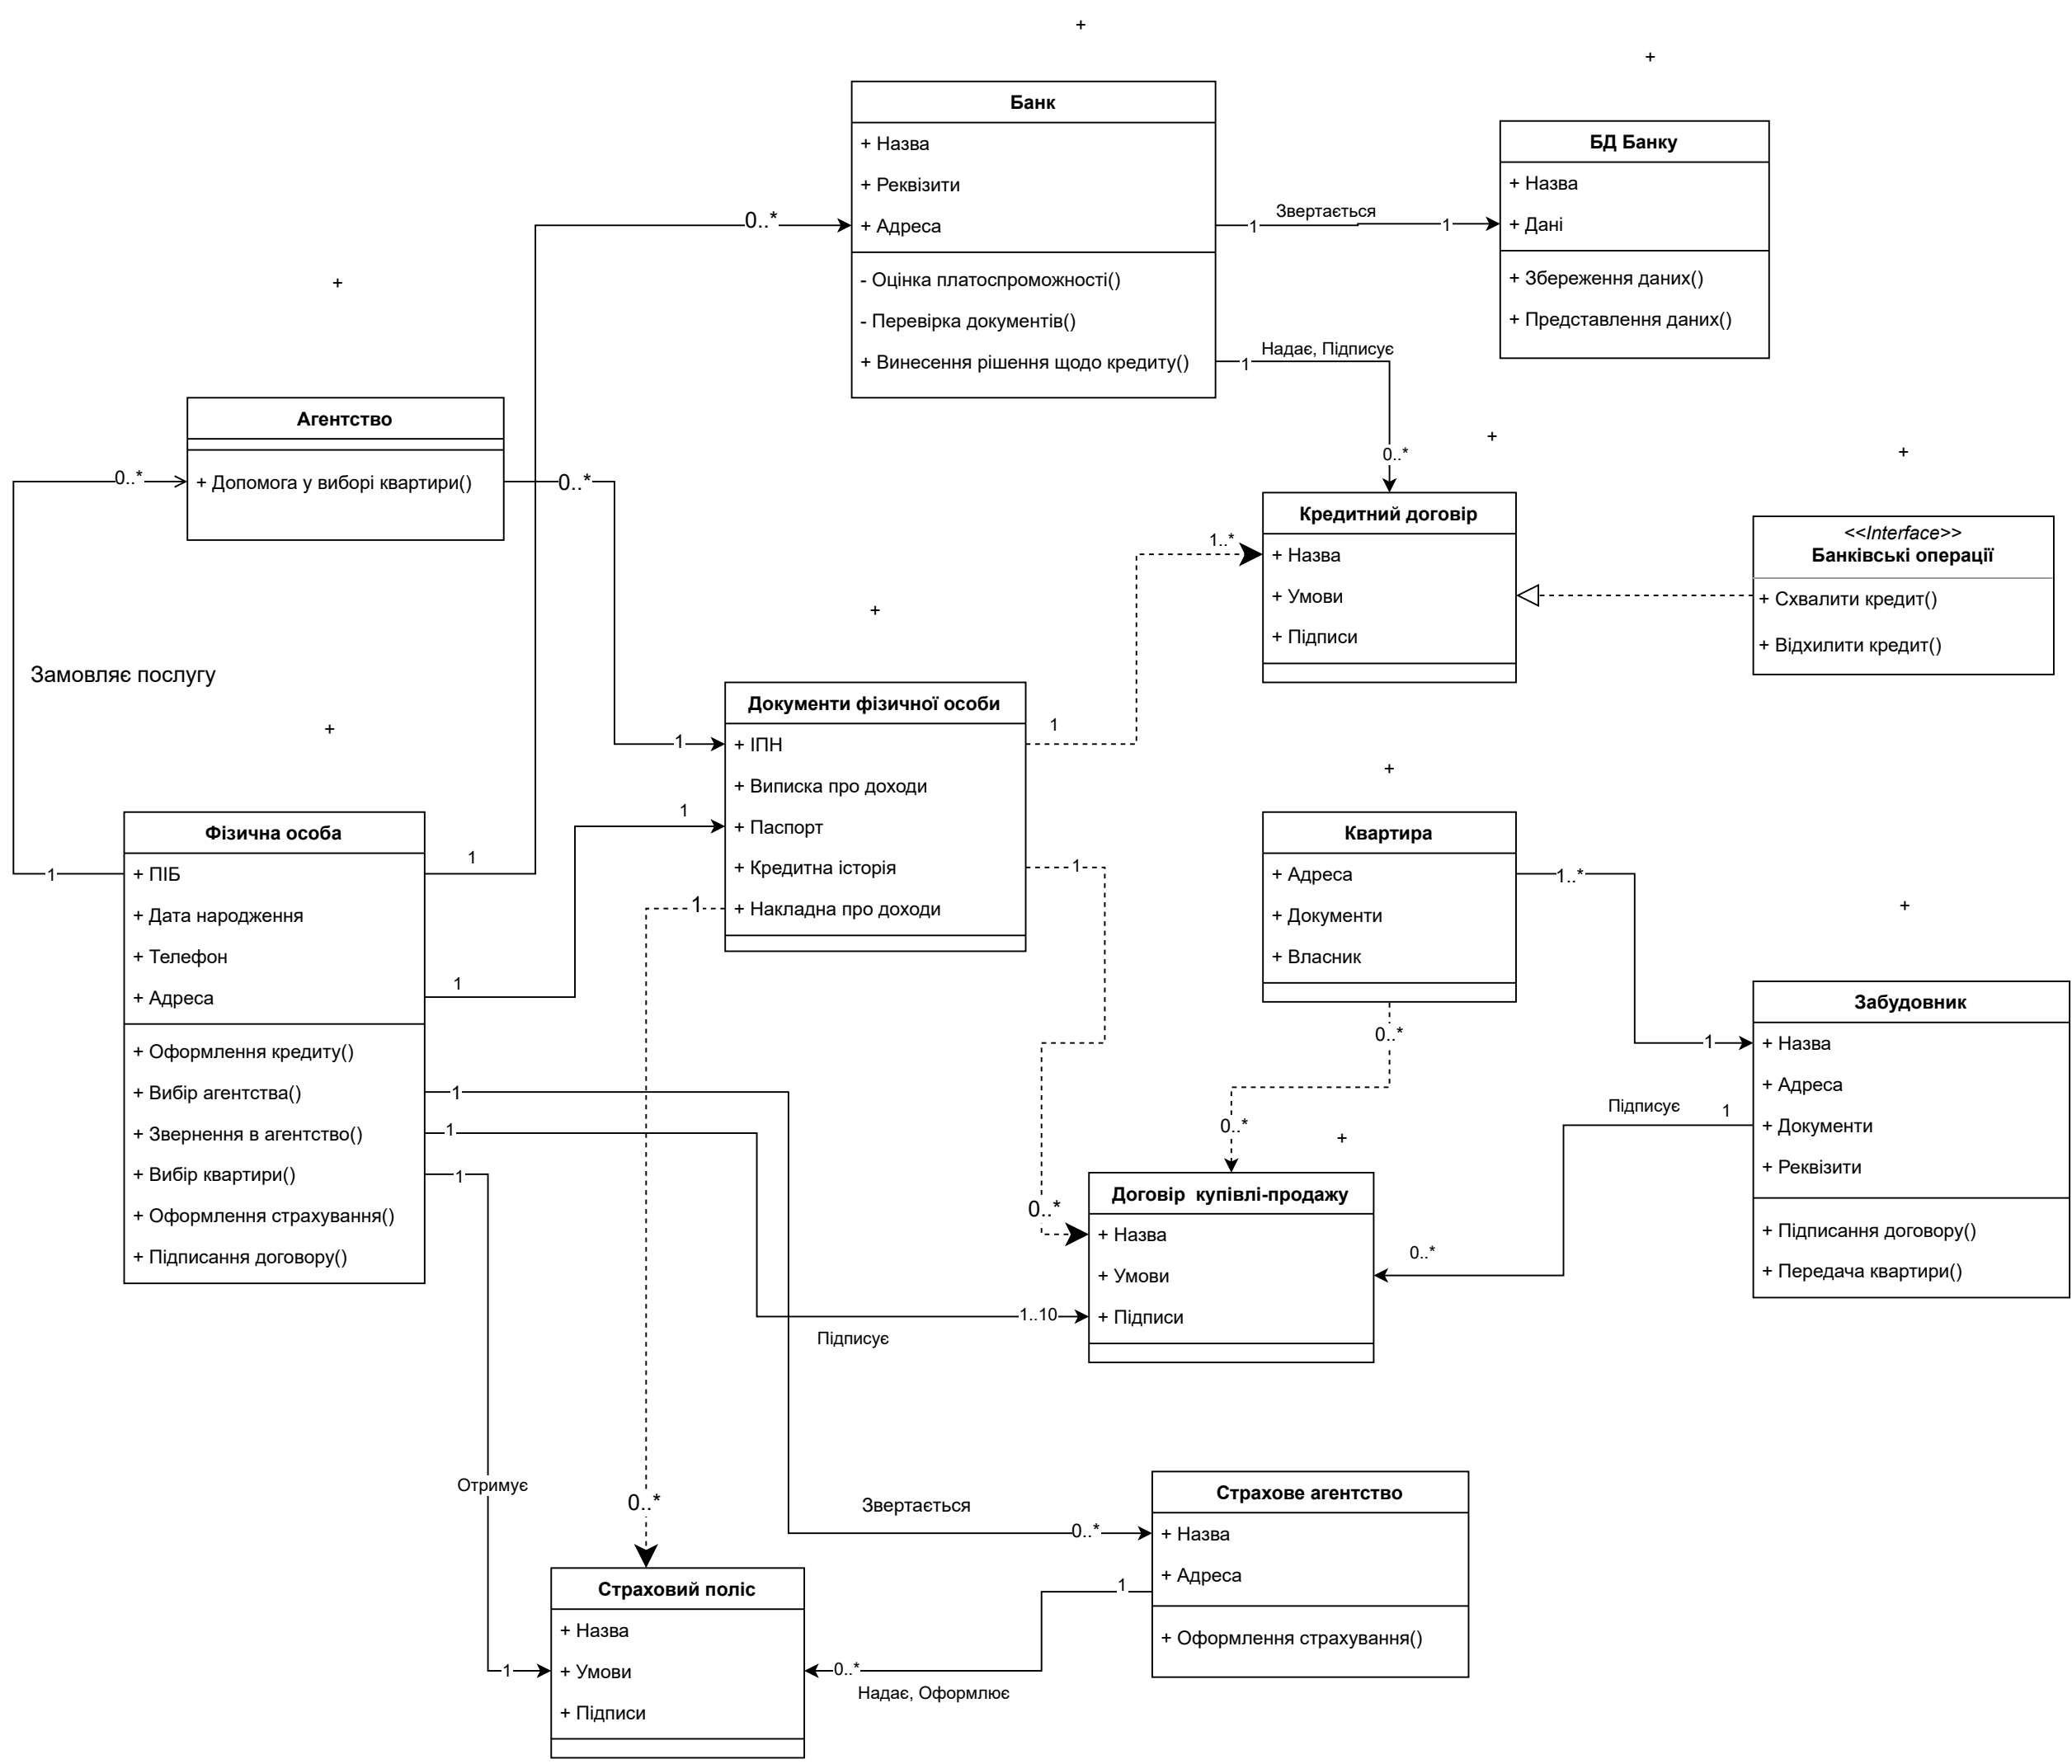 +
+
Банк
+ Назва
+ Реквізити
+ Адреса
- Оцінка платоспроможності()
- Перевірка документів()
+ Винесення рішення щодо кредиту()
БД Банку
+ Назва
+ Дані
+ Збереження даних()
+ Представлення даних()
Звертається
1
1
0..*
+
Агентство
+ Допомога у виборі квартири()
0..*
0..*
Надає, Підписує
1
0..*
+
+
Кредитний договір
+ Назва
+ Умови
+ Підписи
<<Interface>>
Банківські операції
+ Схвалити кредит()
+ Відхилити кредит()
1..*
Замовляє послугу
+
+
Документи фізичної особи
+ ІПН
+ Виписка про доходи
+ Паспорт
+ Кредитна історія
+ Накладна про доходи
1
1
1
1
1
+
Фізична особа
+ ПІБ
+ Дата народження
+ Телефон
+ Адреса
+ Оформлення кредиту()
+ Вибір агентства()
+ Звернення в агентство()
+ Вибір квартири()
+ Оформлення страхування()
+ Підписання договору()
1
1
1
1
1
1
Квартира
+ Адреса
+ Документи
+ Власник
1..*
0..*
+
Забудовник
+ Назва
+ Адреса
+ Документи
+ Реквізити
+ Підписання договору()
+ Передача квартири()
1
Підписує
1
0..*
0..*
+
Договір  купівлі-продажу
+ Назва
+ Умови
+ Підписи
0..*
1..10
Підписує
Отримує
0..*
Звертається
0..*
Страхове агентство
+ Назва
+ Адреса
+ Оформлення страхування()
1
Страховий поліс
+ Назва
+ Умови
+ Підписи
1
0..*
Надає, Оформлює